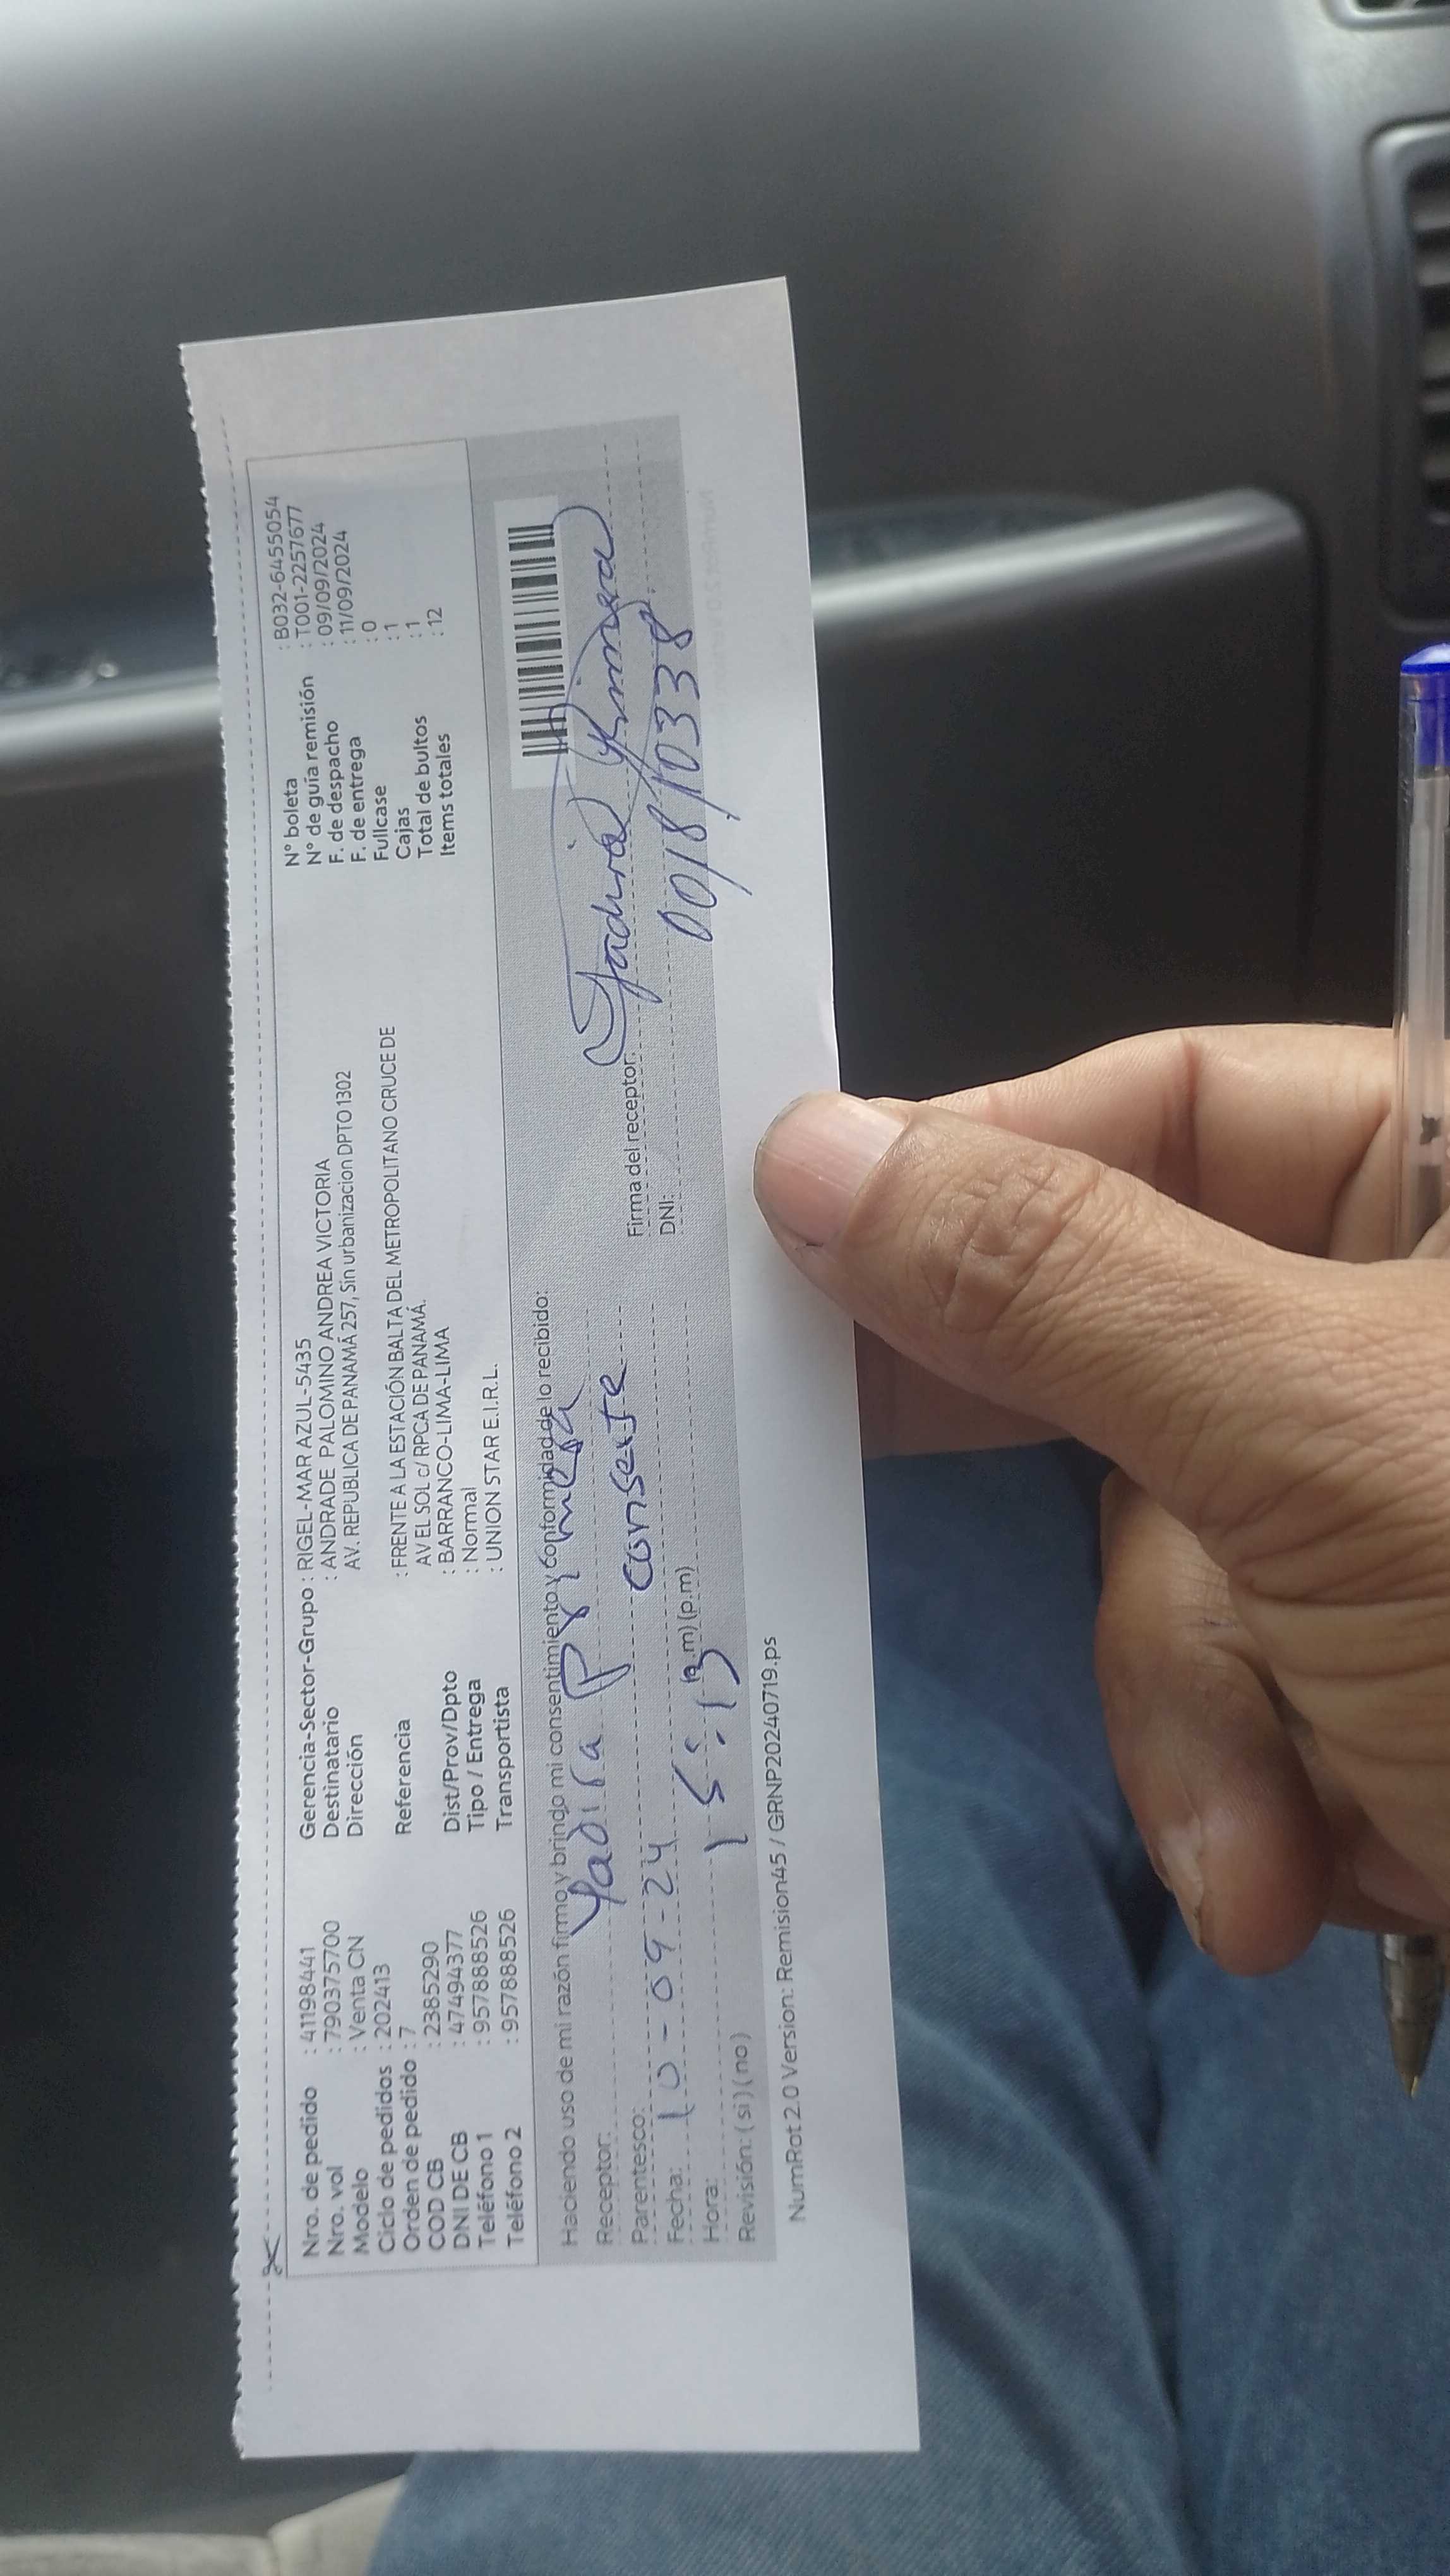 Nro. de pedido : 41198441
Nro. vol : 790375700
Modelo : Venta CN
Ciclo de pedidos : 202413
Orden de pedido : 7
COD CB : 2385290
DNI DE CB : 47494377
Teléfono 1 : 957888526
Teléfono 2 : 957888526
Gerencia-Sector-Grupo : RIGEL-MAR AZUL-5435
Destinatario : ANDRADE PALOMINO ANDREA VICTORIA
Dirección AV. REPUBLICA DE PANAMÁ 257, Sin urbanizacion DPTO 1302
Referencia : FRENTE A LA ESTACIÓN BALTA DEL METROPOLITANO CRUCE DE
AV EL SOL c/ RPCA DE PANAMÁ.
Dist/Prov/Dpto : BARRANCO-LIMA-LIMA
Tipo / Entrega : Normal
Transportista : UNION STAR E.I.R.L.
N° boleta : B032-6455054
N° de guía remisión : T001-2257677
F. de despacho : 09/09/2024
F. de entrega : 11/09/2024
Fullcase : 0
Cajas : 1
Total de bultos : 1
Items totales : 12
Haciendo uso de mi razón firmo y brindo mi consentimiento y conformidad de lo recibido:
Receptor: Yadira
Parentesco: conserje
Fecha: 10-09-24
Hora: 15:13 (a.m) (p.m)
Revisión: ( si ) ( no )
Firma del receptor: Yadira
DNI: 001810338
NumRot 2.0 Version: Remision45 / GRNP20240719.ps